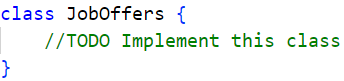 class JobOffers {
    //TODO Implement this class
}